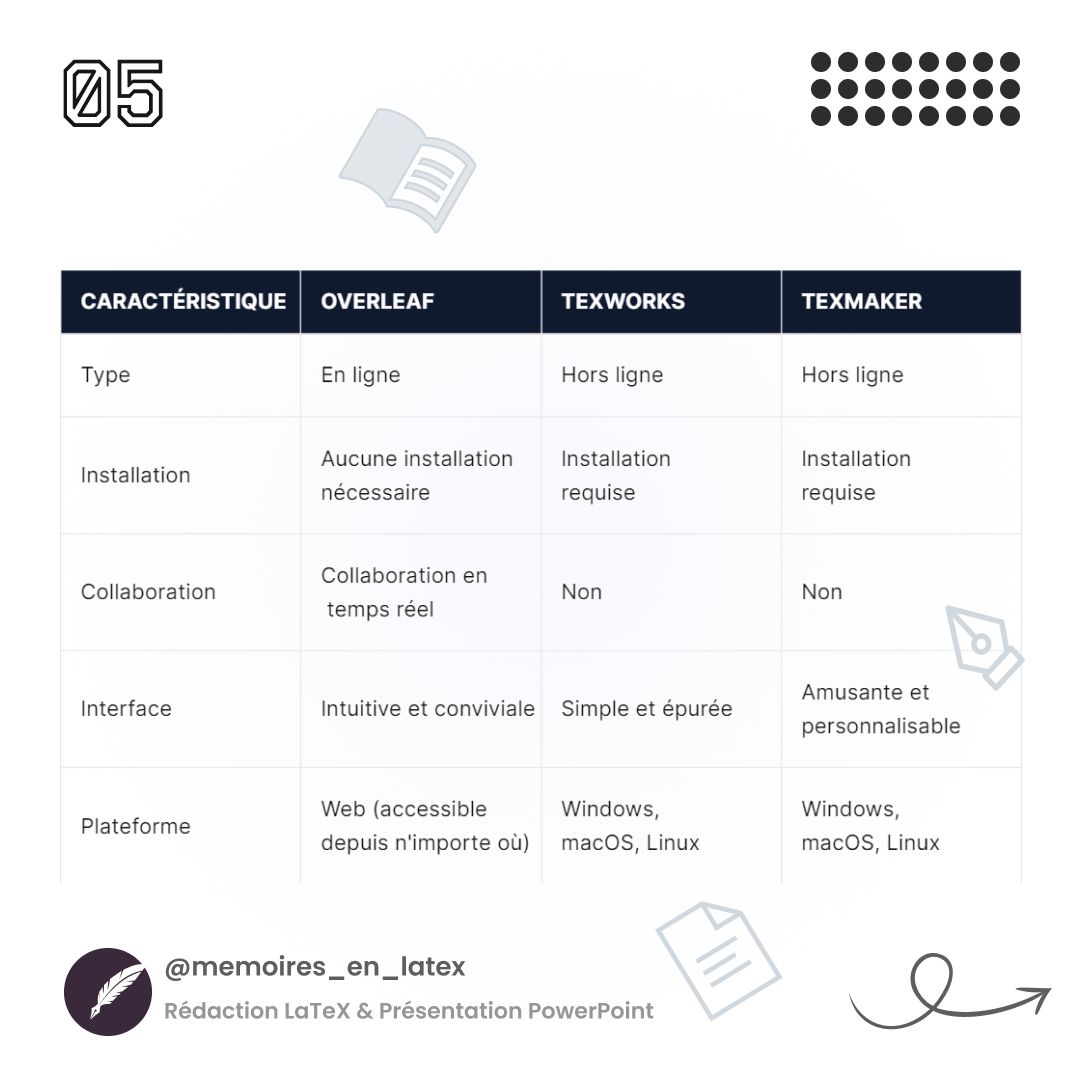 05
CARACTÉRISTIQUE OVERLEAF TEXWORKS TEXMAKER
Type En ligne Hors ligne Hors ligne
Installation
Aucune installation
nécessaire
Installation
requise
Installation
requise
Collaboration
Collaboration en
temps réel
Non
Non
Interface
Intuitive et conviviale
Simple et épurée
Amusante et
personnalisable
Plateforme
Web (accessible
depuis n'importe où)
Windows,
macOS, Linux
Windows,
macOS, Linux
@memoires_en_latex
Rédaction LaTeX & Présentation PowerPoint